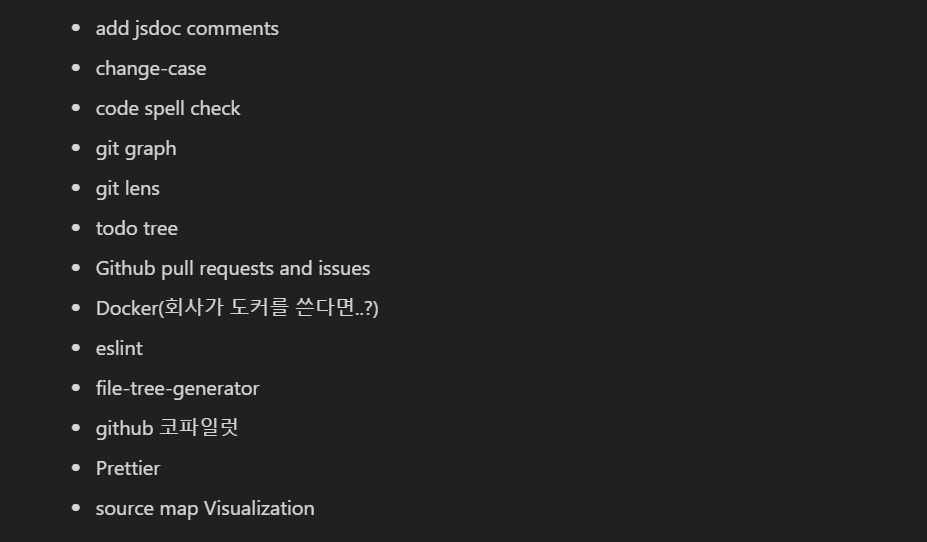 • add jsdoc comments
• change-case
• code spell check
• git graph
• git lens
• todo tree
• Github pull requests and issues
• Docker(회사가 도커를 쓴다면..?)
• eslint
• file-tree-generator
• github 코파일럿
• Prettier
• source map Visualization